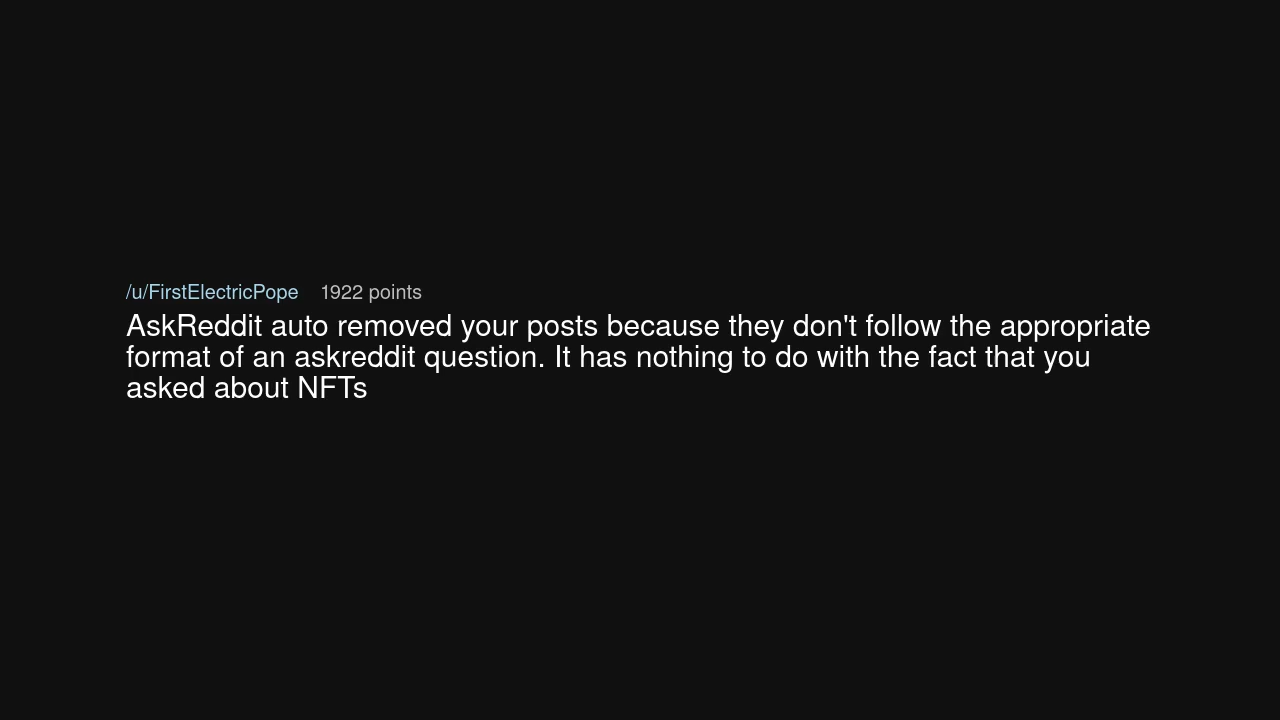 /u/FirstElectricPope 1922 points
AskReddit auto removed your posts because they don't follow the appropriate
format of an askreddit question. It has nothing to do with the fact that you
asked about NFTs